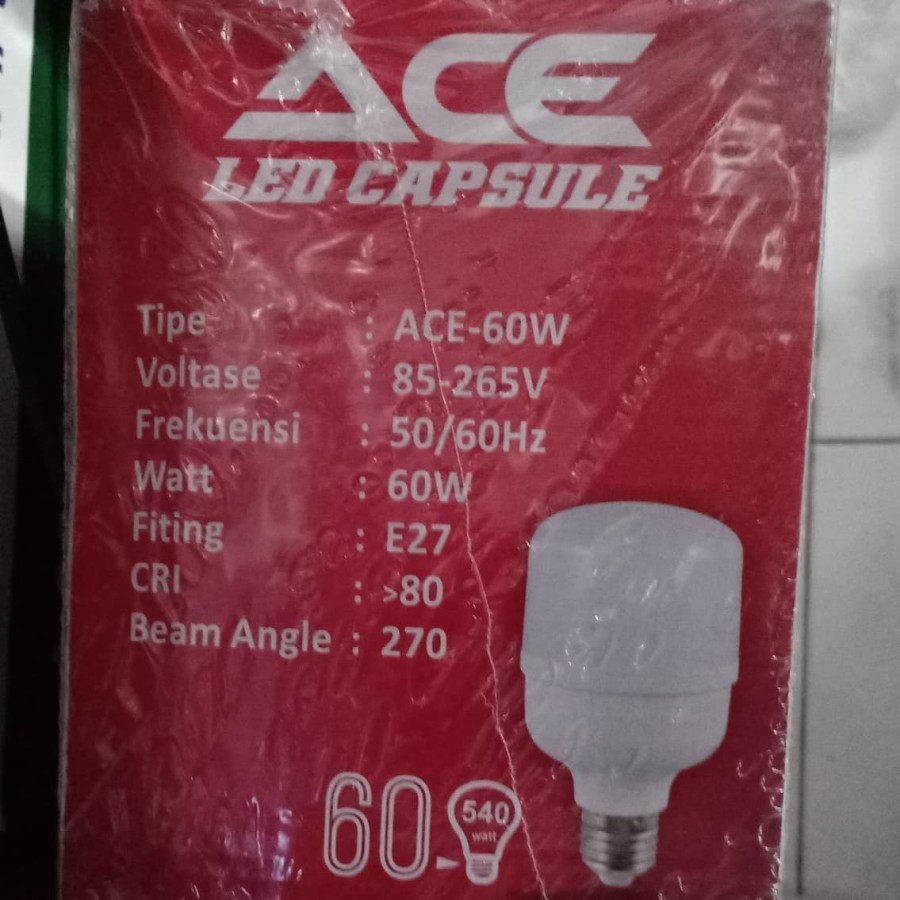 ACE
LED CAPSULE
Tipe : ACE-60W
Voltase : 85-265V
Frekuensi : 50/60Hz
Watt : 60W
Fiting : E27
CRI : >80
Beam Angle : 270
60 540
watt